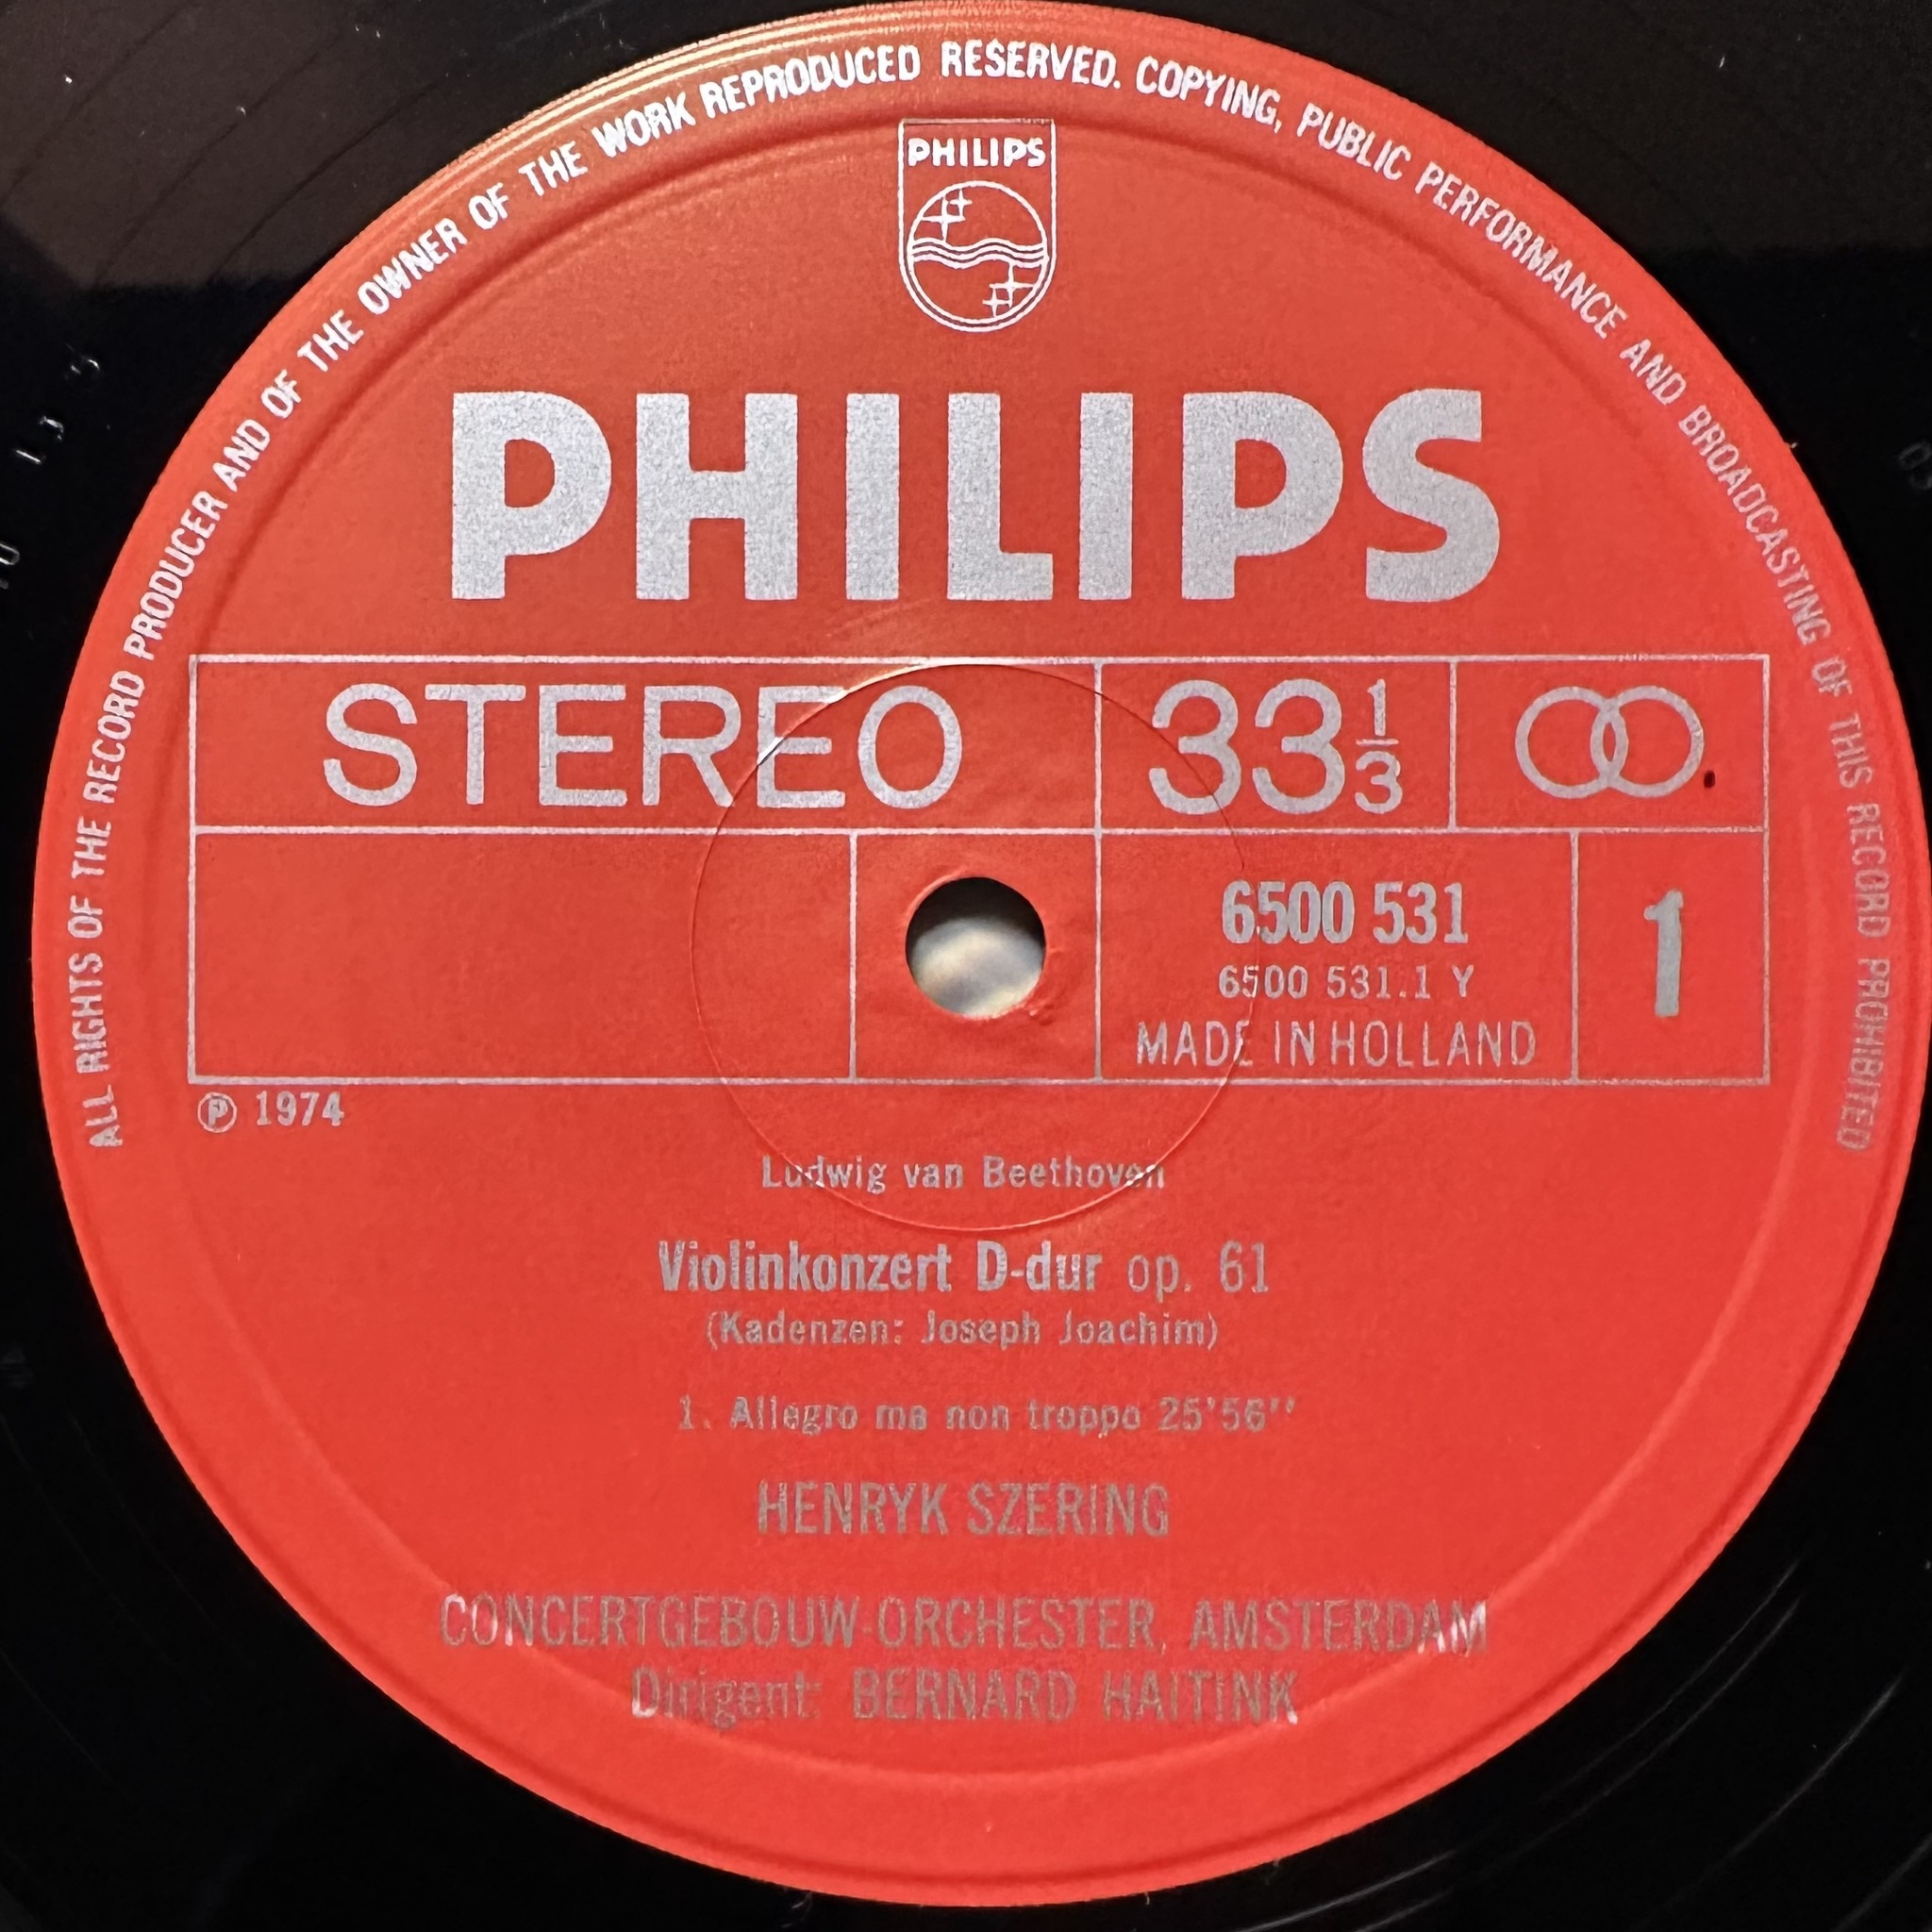 ALL RIGHTS OF THE RECORD PRODUCER AND OF THE OWNER OF THE WORK REPRODUCED RESERVED. COPYING, PUBLIC PERFORMANCE AND BROADCASTING OF THIS RECORD PROHIBITED
PHILIPS
PHILIPS
STEREO
33 1/3
6500 531
6500 531.1 Y
MADE IN HOLLAND
1
℗ 1974
Ludwig van Beethoven
Violinkonzert D-dur op. 61
(Kadenzen: Joseph Joachim)
1. Allegro ma non troppo 25'56''
HENRYK SZERING
CONCERTGEBOUW-ORCHESTER, AMSTERDAM
Dirigent: BERNARD HAITINK